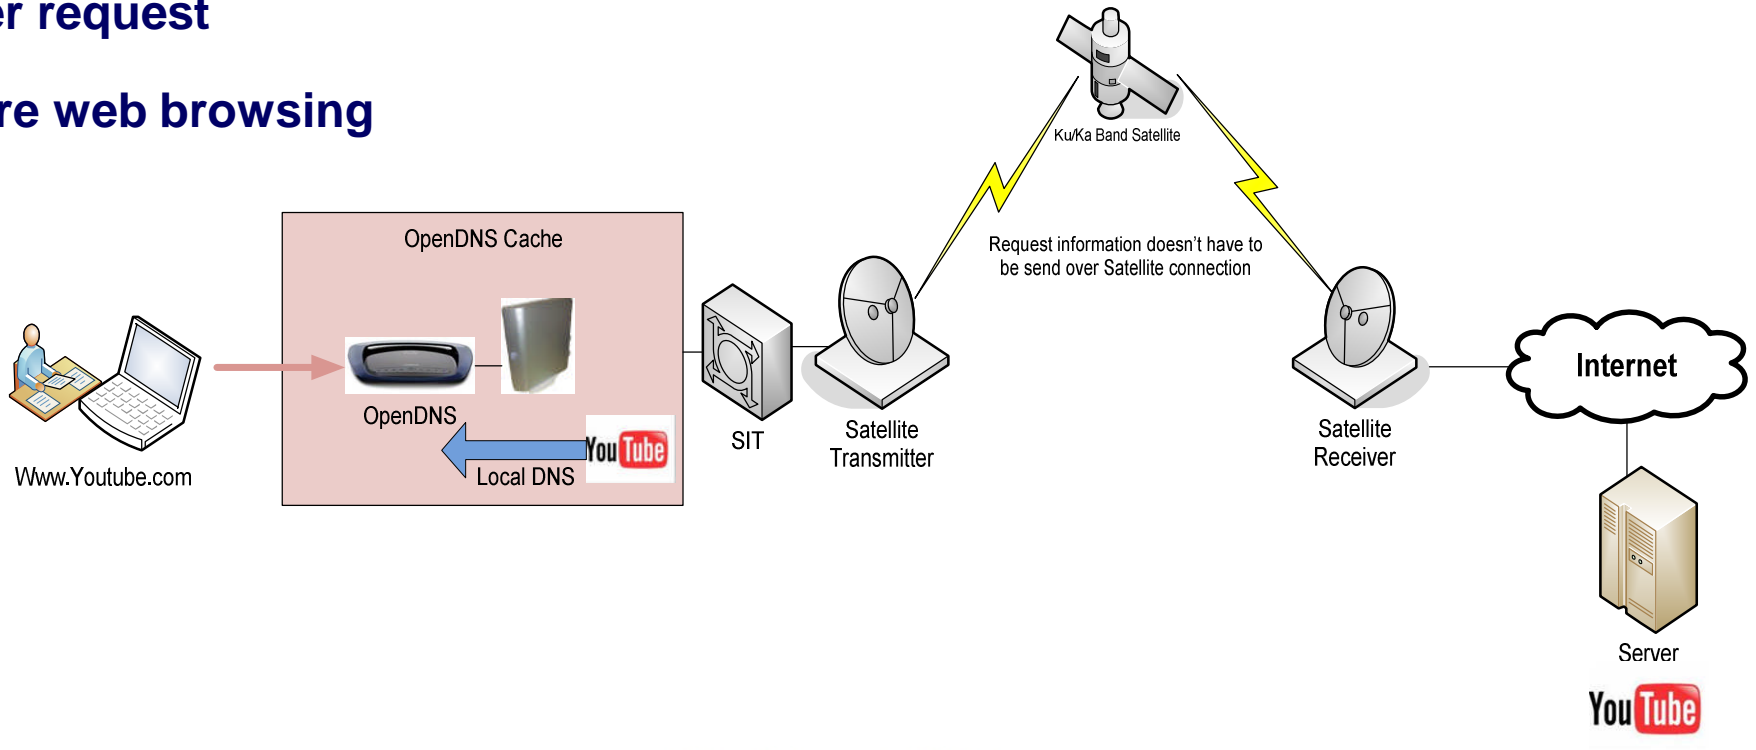 er request
re web browsing
Ku/Ka Band Satellite
OpenDNS Cache
Request information doesn't have to
be send over Satellite connection
Internet
OpenDNS
YouTube
Local DNS
SIT
Satellite
Transmitter
Satellite
Receiver
Www.Youtube.com
Server
YouTube